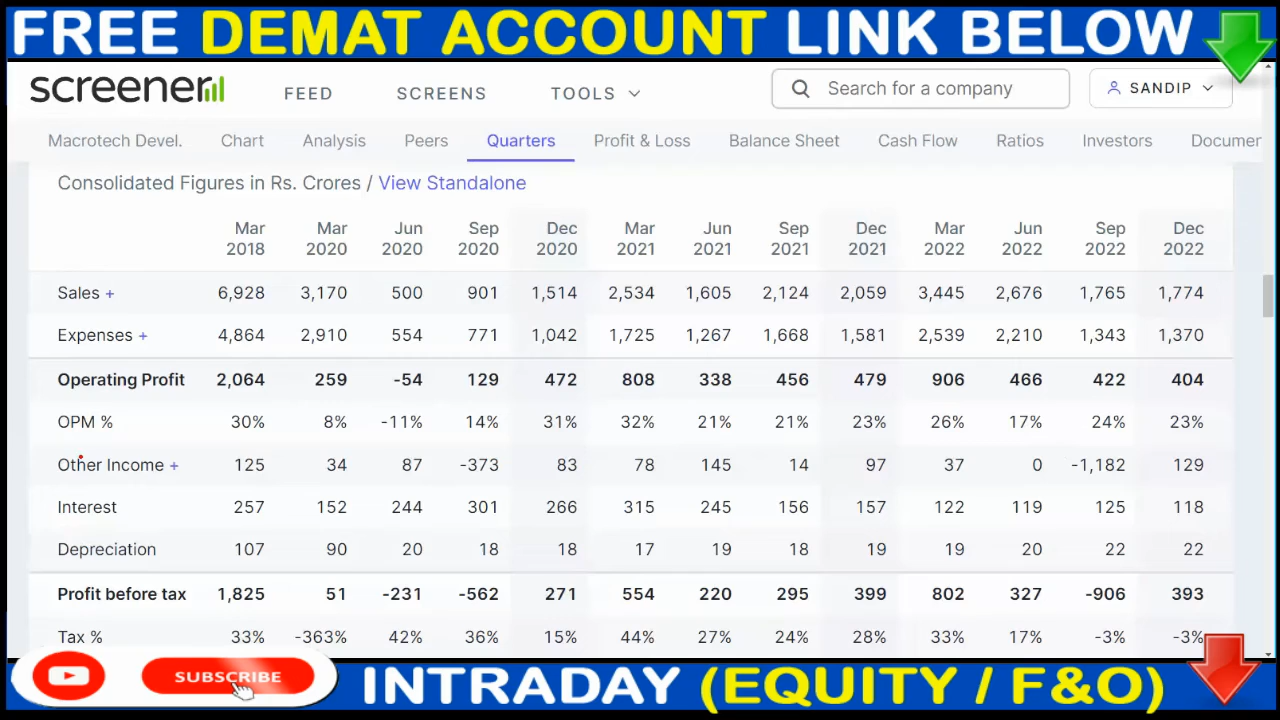 FREE DEMAT ACCOUNT LINK BELOW
screener FEED SCREENS TOOLS Search for a company SANDIP
Macrotech Devel. Chart Analysis Peers Quarters Profit & Loss Balance Sheet Cash Flow Ratios Investors Documer
Consolidated Figures in Rs. Crores / View Standalone
Mar Mar Jun Sep Dec Mar Jun Sep Dec Mar Jun Sep Dec
2018 2020 2020 2020 2020 2021 2021 2021 2021 2022 2022 2022 2022
Sales + 6,928 3,170 500 901 1,514 2,534 1,605 2,124 2,059 3,445 2,676 1,765 1,774
Expenses + 4,864 2,910 554 771 1,042 1,725 1,267 1,668 1,581 2,539 2,210 1,343 1,370
Operating Profit 2,064 259 -54 129 472 808 338 456 479 906 466 422 404
OPM % 30% 8% -11% 14% 31% 32% 21% 21% 23% 26% 17% 24% 23%
Other Income + 125 34 87 -373 83 78 145 14 97 37 0 -1,182 129
Interest 257 152 244 301 266 315 245 156 157 122 119 125 118
Depreciation 107 90 20 18 18 17 19 18 19 19 20 22 22
Profit before tax 1,825 51 -231 -562 271 554 220 295 399 802 327 -906 393
Tax % 33% -363% 42% 36% 15% 44% 27% 24% 28% 33% 17% -3% -3%
SUBSCRIBE
INTRADAY (EQUITY / F&O)